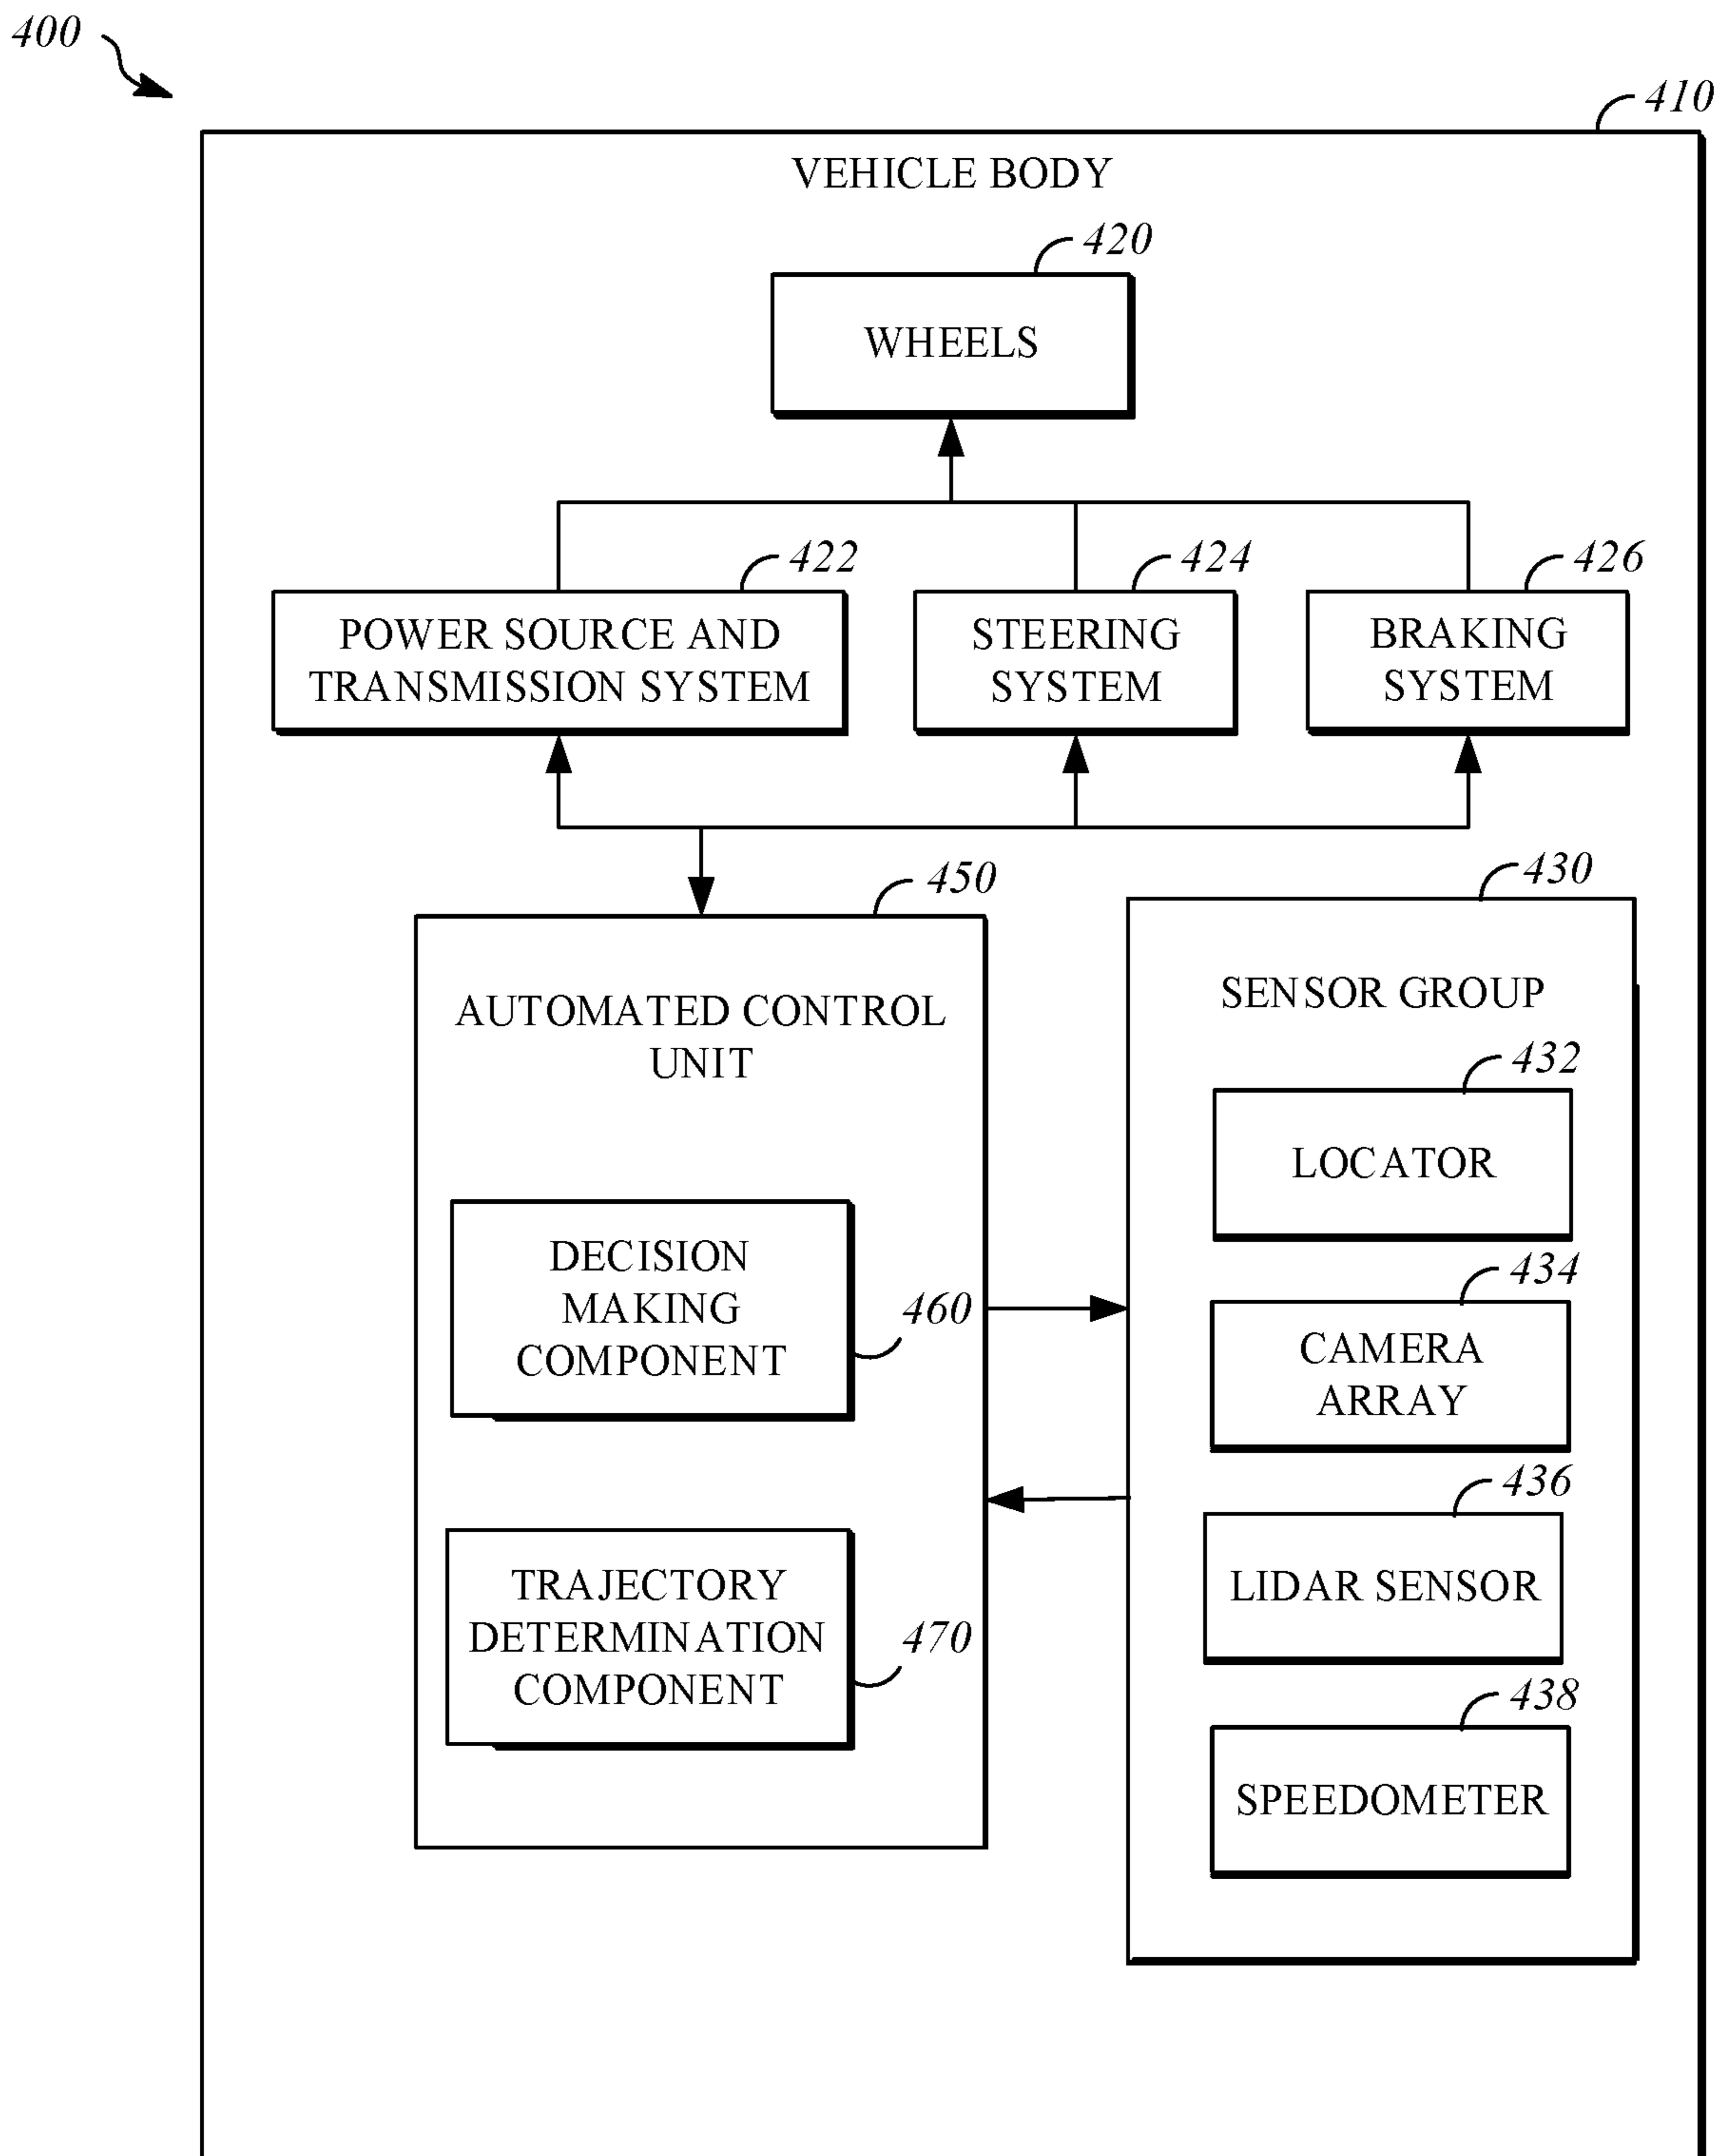 400
410
VEHICLE BODY
420
WHEELS
422
424
426
POWER SOURCE AND
TRANSMISSION SYSTEM
STEERING
SYSTEM
BRAKING
SYSTEM
450
430
AUTOMATED CONTROL
UNIT
SENSOR GROUP
432
LOCATOR
DECISION
MAKING
COMPONENT
460
434
CAMERA
ARRAY
436
LIDAR SENSOR
TRAJECTORY
DETERMINATION
COMPONENT
470
438
SPEEDOMETER